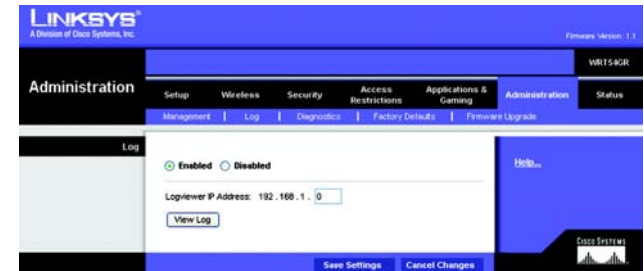 LINKSYS®
A Division of Cisco Systems, Inc.
Firmware Version: 1.1
WRT54GR
Administration
Setup Wireless Security Access Restrictions Applications & Gaming Administration Status
Management | Log | Diagnostics | Factory Defaults | Firmware Upgrade
Log
Enabled Disabled
Help...
Logviewer IP Address: 192 . 168 . 1 . 0
View Log
Save Settings Cancel Changes
CISCO SYSTEMS